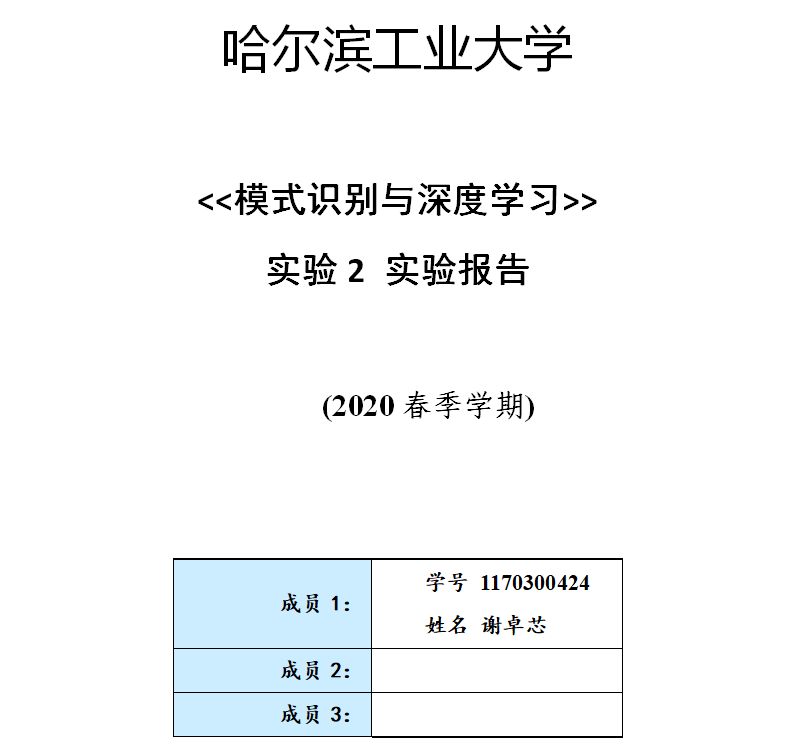 哈尔滨工业大学
<<模式识别与深度学习>>
实验 2 实验报告
(2020 春季学期)
成员 1：
学号 1170300424
姓名 谢卓芯
成员 2：
成员 3：